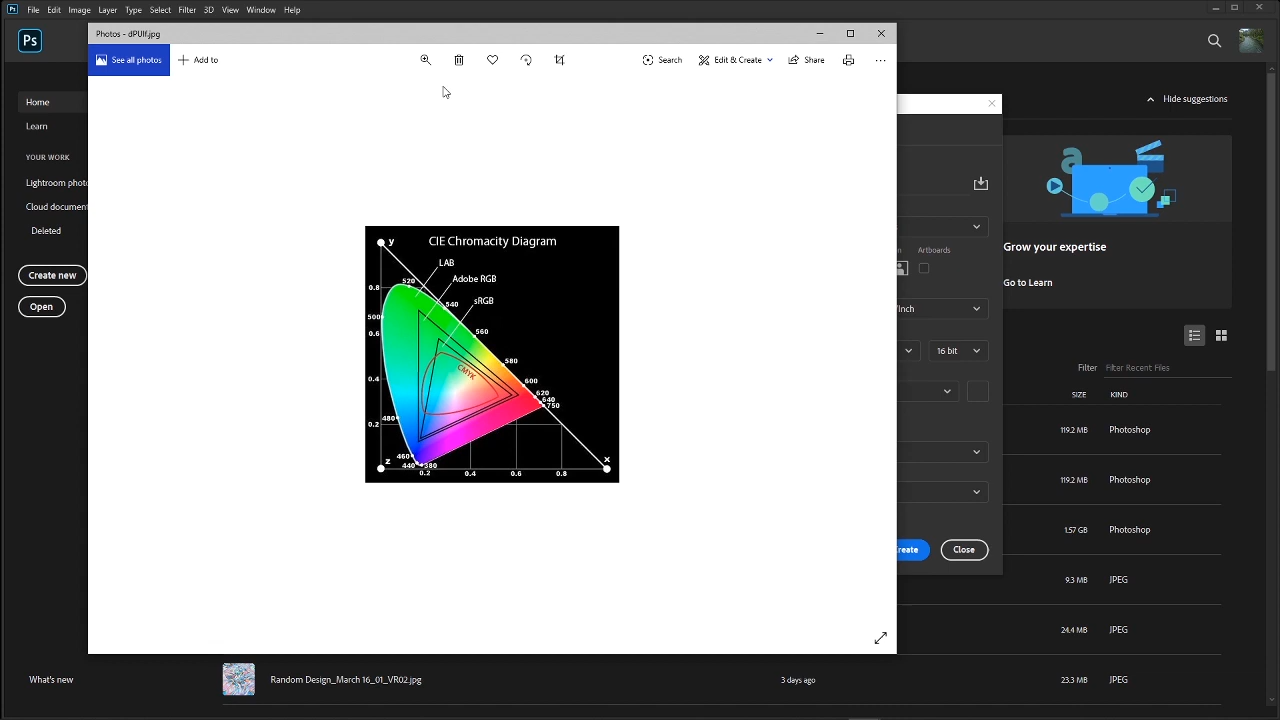 Ps File Edit Image Layer Type Select Filter 3D View Window Help
Ps
Photos - dPUIf.jpg
See all photos Add to Search Edit & Create Share
Home
Learn
YOUR WORK
Lightroom phot
Cloud document
Deleted
Create new
Open
What's new
y CIE Chromacity Diagram
LAB
Adobe RGB
sRGB
CMYK
0.8
0.6
0.4
0.2
520
540
500
560
580
600
620
640
750
480
460
440 380
z
x
0.2 0.4 0.6 0.8
n Artboards
/Inch
16 bit
reate Close
Hide suggestions
Grow your expertise
Go to Learn
Filter Filter Recent Files
SIZE KIND
119.2 MB Photoshop
119.2 MB Photoshop
1.57 GB Photoshop
9.3 MB JPEG
24.4 MB JPEG
Random Design_March 16_01_VR02.jpg 3 days ago 23.3 MB JPEG